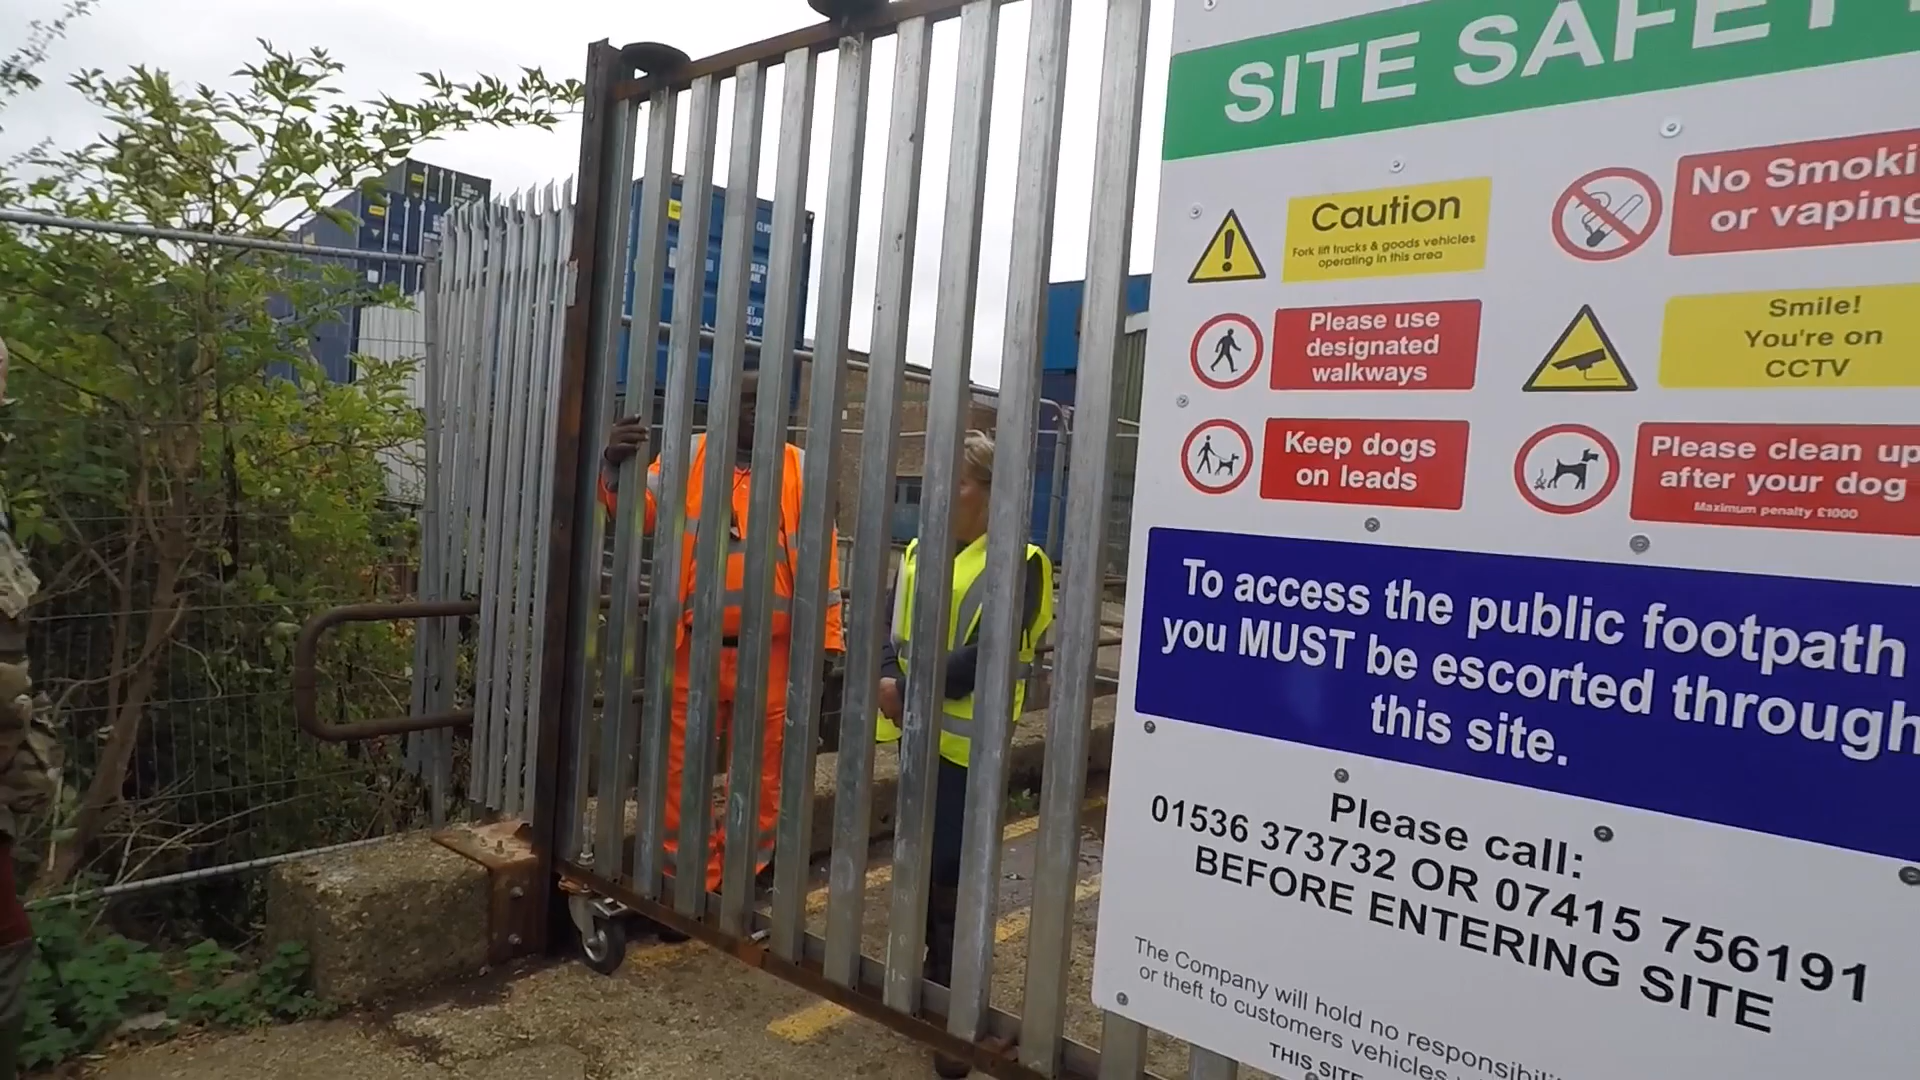 SITE SAFETY
Caution
Fork lift trucks & goods vehicles
operating in this area
No Smoki
or vaping
Please use
designated
walkways
Smile!
You're on
CCTV
Keep dogs
on leads
Please clean up
after your dog
Maximum penalty £1000
To access the public footpath
you MUST be escorted through
this site.
Please call:
01536 373732 OR 07415 756191
BEFORE ENTERING SITE
The Company will hold no responsibili
or theft to customers vehicles
THIS SITE